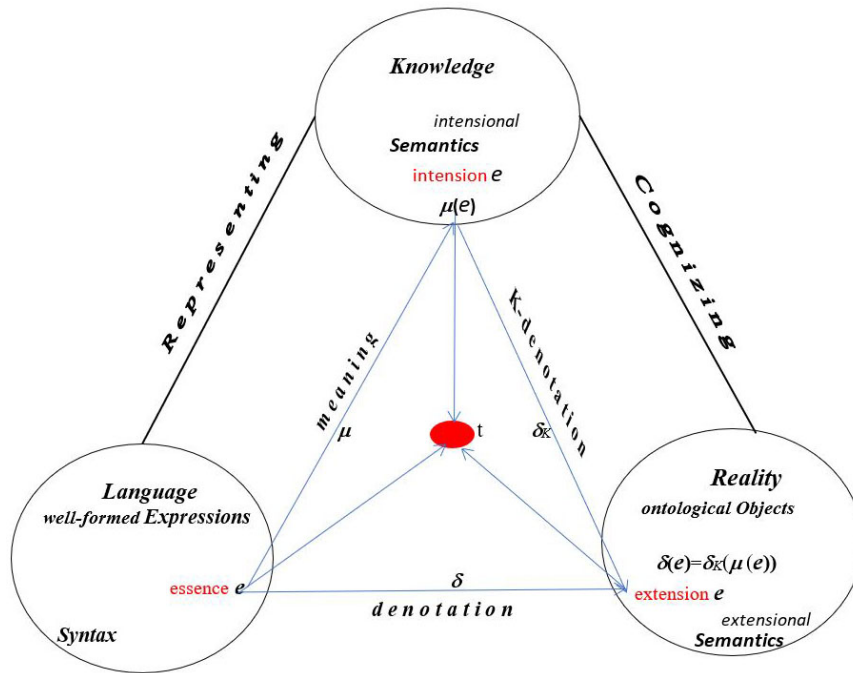 Knowledge
intensional
Semantics
intension e
μ(e)
Representing
Cognizing
meaning
μ
K-denotation
δK
t
Language
well-formed Expressions
essence e
Syntax
δ
denotation
Reality
ontological Objects
δ(e)=δK(μ(e))
extension e
extensional
Semantics